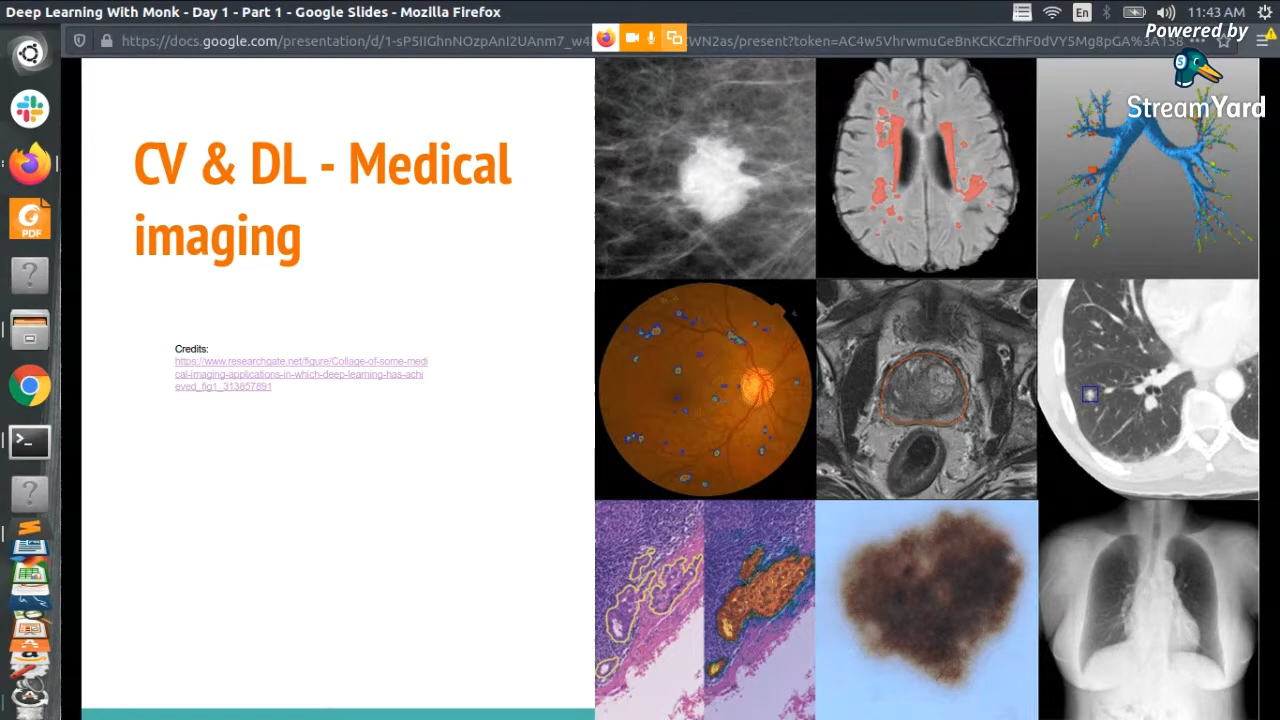 Deep Learning With Monk - Day 1 - Part 1 - Google Slides - Mozilla Firefox
En
11:43 AM
Powered by
StreamYard
CV & DL - Medical
imaging
Credits:
https://www.researchgate.net/figure/Collage-of-some-medi
cal-imaging-applications-in-which-deep-learning-has-achi
eved_fig1_313857891
PDF